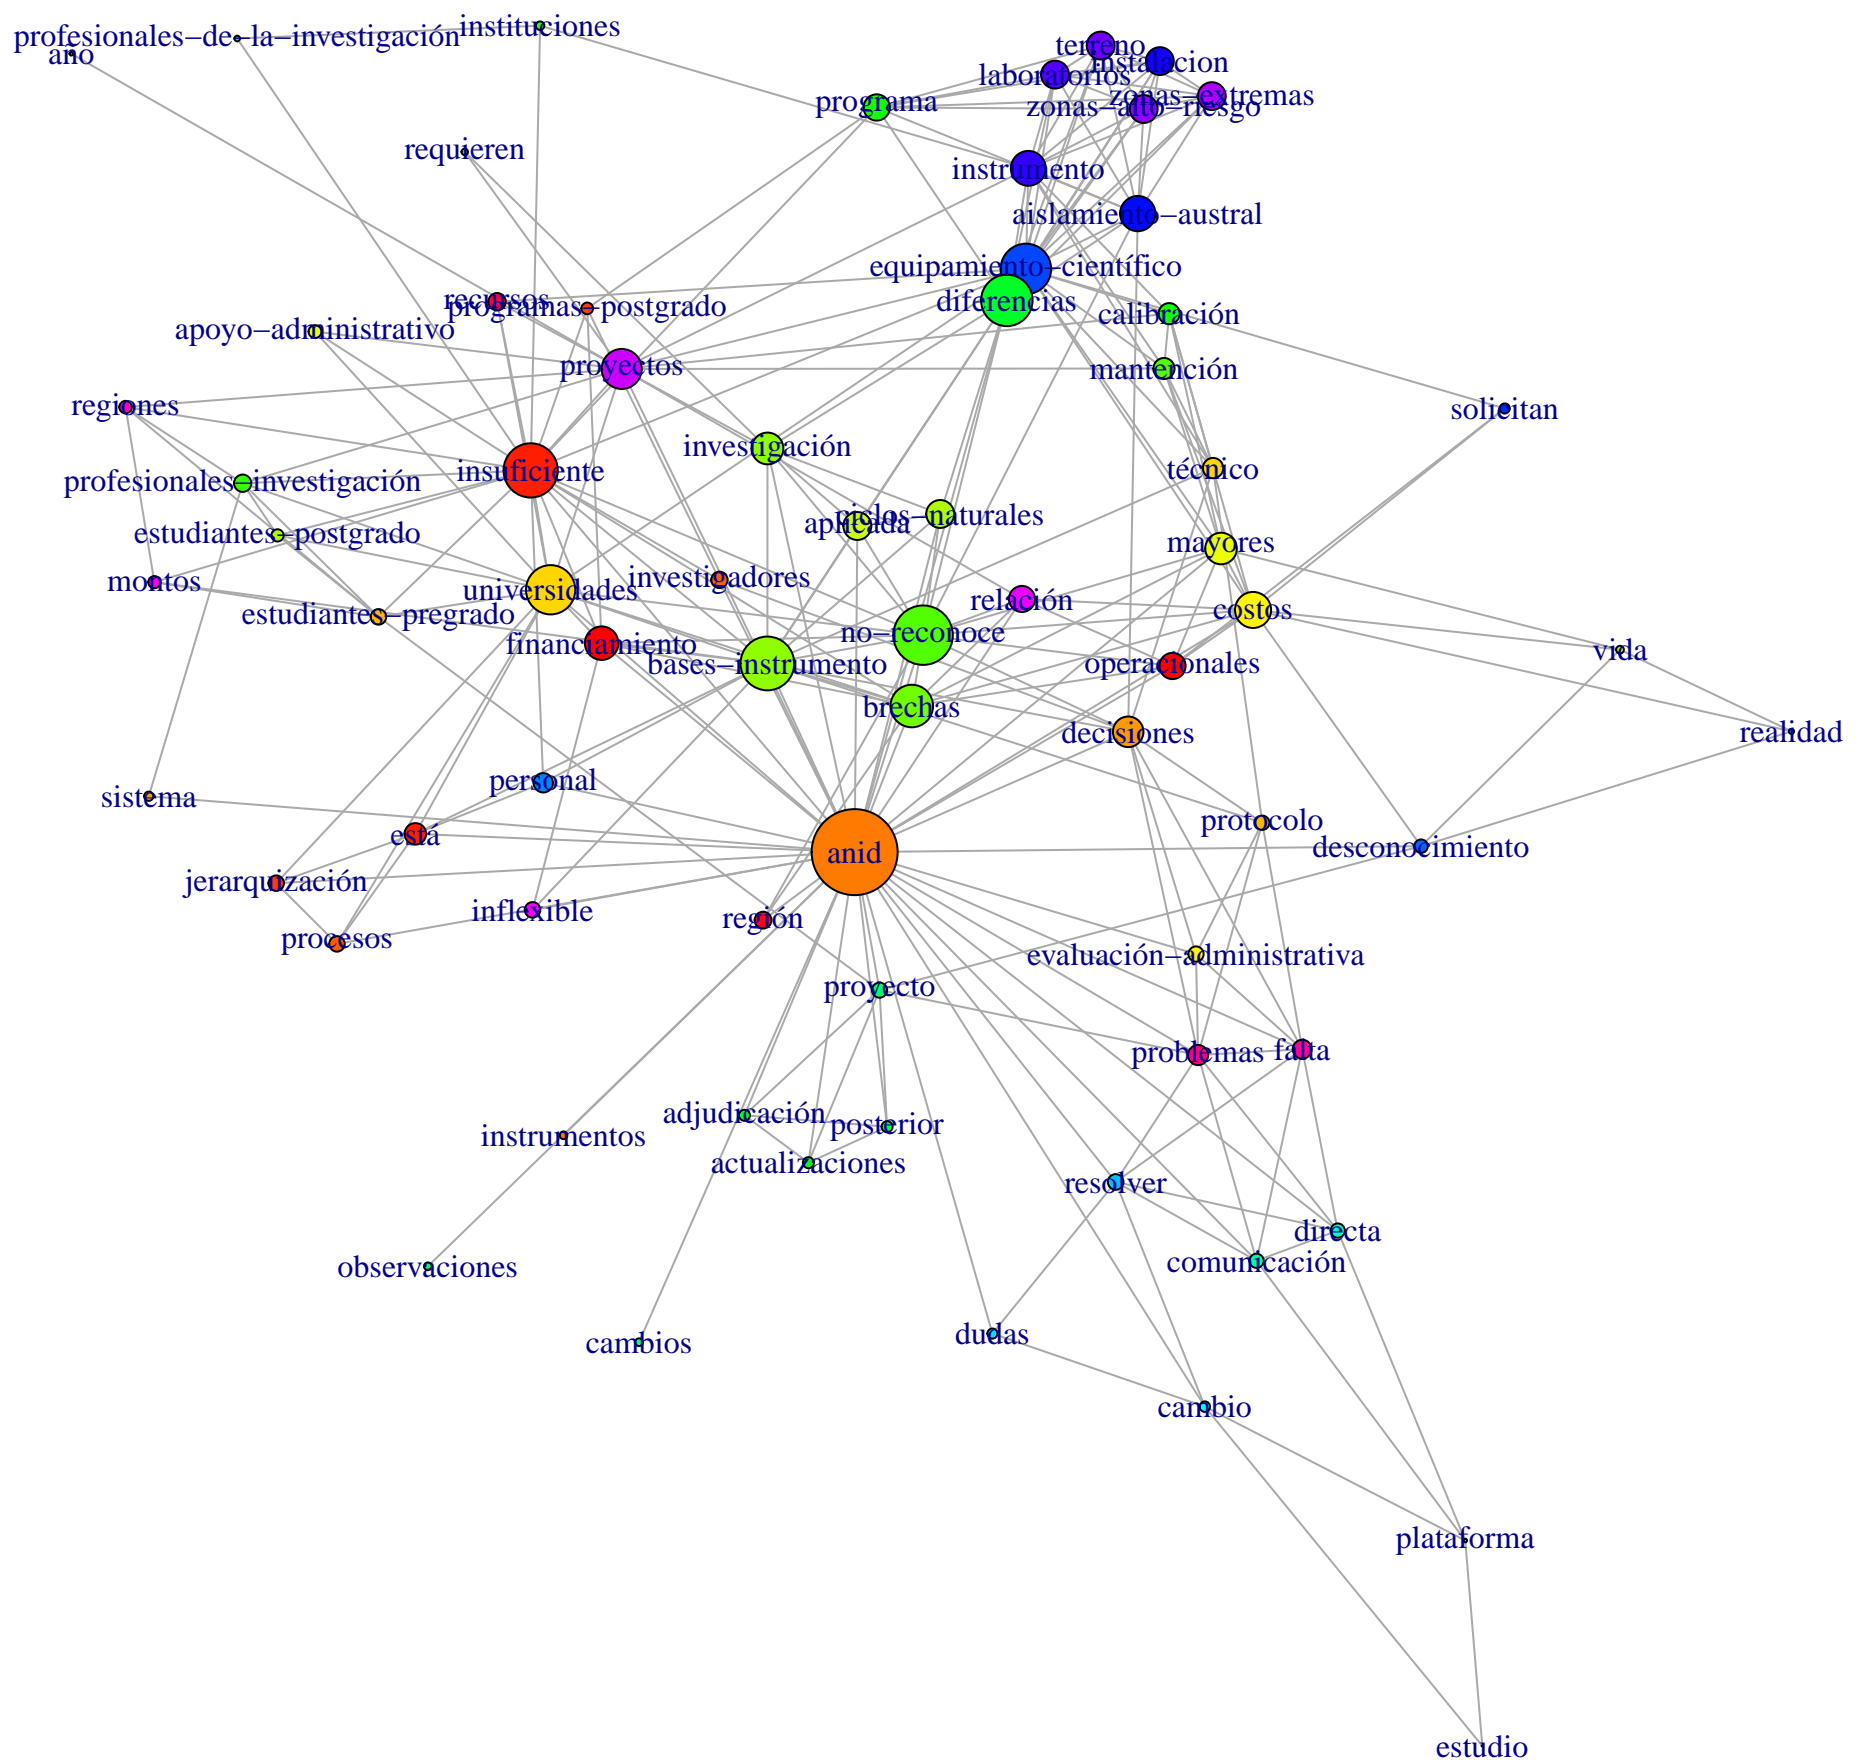 instituciones
profesionales–de–la–investigación
año
terreno
instalacion
laboratorios
zonas–extremas
programa
zonas–alto–riesgo
requieren
instrumento
aislamiento–austral
equipamiento–científico
diferencias
recursos
programas–postgrado
calibración
apoyo–administrativo
proyectos
mantención
regiones
solicitan
investigación
insuficiente
técnico
profesionales–investigación
ciclos–naturales
aplicada
estudiantes–postgrado
mayores
montos
investigadores
universidades
relación
costos
estudiantes–pregrado
no–reconoce
financiamiento
vida
bases–instrumento
operacionales
brechas
decisiones
realidad
personal
sistema
protocolo
está
anid
desconocimiento
jerarquización
inflexible
región
procesos
evaluación–administrativa
proyecto
problemas
falta
adjudicación
posterior
instrumentos
actualizaciones
resolver
directa
comunicación
observaciones
dudas
cambios
cambio
plataforma
estudio